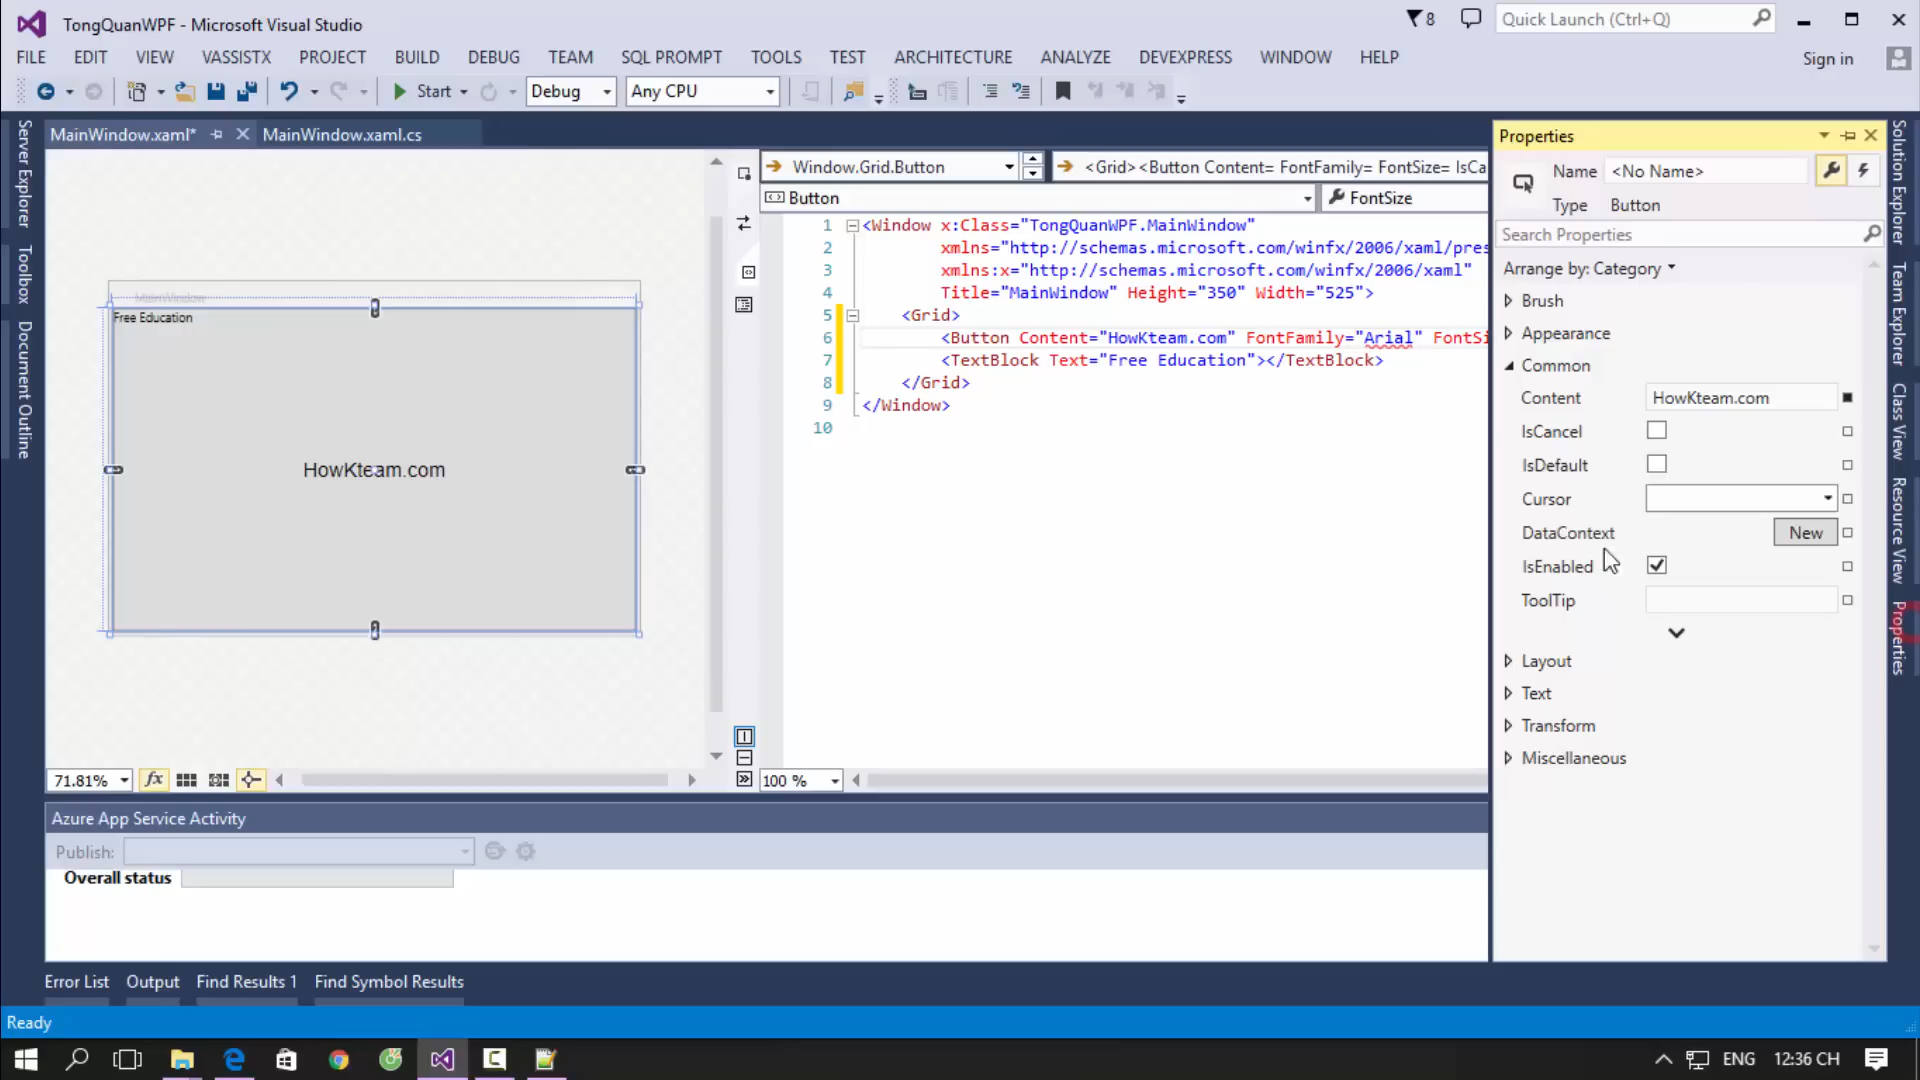 TongQuanWPF - Microsoft Visual Studio
8
Quick Launch (Ctrl+Q)
FILE EDIT VIEW VASSISTX PROJECT BUILD DEBUG TEAM SQL PROMPT TOOLS TEST ARCHITECTURE ANALYZE DEVEXPRESS WINDOW HELP
Sign in
Start Debug Any CPU
Server Explorer
Toolbox
Document Outline
MainWindow.xaml* MainWindow.xaml.cs
MainWindow
Free Education
HowKteam.com
71.81%
fx
Window.Grid.Button
<Grid><Button Content= FontFamily= FontSize= IsCa
Button
FontSize
1 <Window x:Class="TongQuanWPF.MainWindow"
2 xmlns="http://schemas.microsoft.com/winfx/2006/xaml/pres
3 xmlns:x="http://schemas.microsoft.com/winfx/2006/xaml"
4 Title="MainWindow" Height="350" Width="525">
5 <Grid>
6 <Button Content="HowKteam.com" FontFamily="Arial" FontSi
7 <TextBlock Text="Free Education"></TextBlock>
8 </Grid>
9 </Window>
10
100 %
Properties
Name <No Name>
Type Button
Search Properties
Arrange by: Category
Brush
Appearance
Common
Content HowKteam.com
IsCancel
IsDefault
Cursor
DataContext New
IsEnabled
ToolTip
Layout
Text
Transform
Miscellaneous
Solution Explorer
Team Explorer
Class View
Resource View
Properties
Azure App Service Activity
Publish:
Overall status
Error List Output Find Results 1 Find Symbol Results
Ready
ENG 12:36 CH